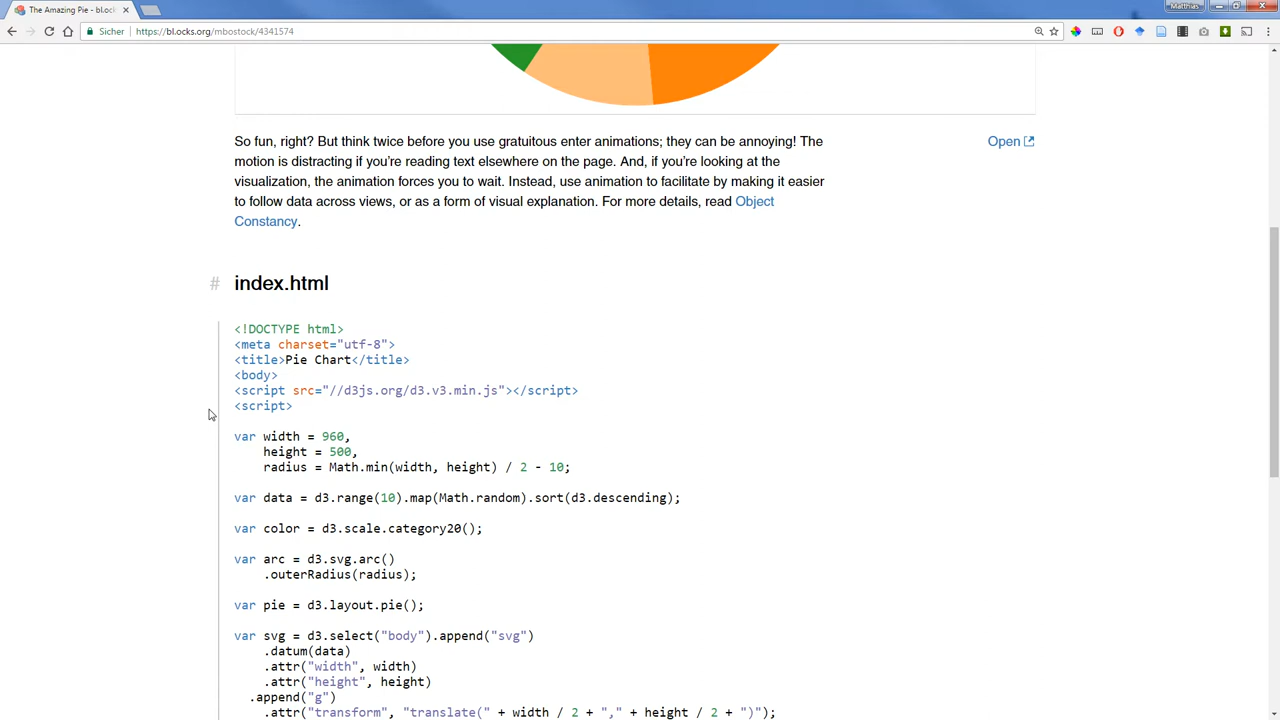 The Amazing Pie - bl.ock
Matthias
Sicher
https://bl.ocks.org/mbostock/4341574
So fun, right? But think twice before you use gratuitous enter animations; they can be annoying! The
motion is distracting if you're reading text elsewhere on the page. And, if you're looking at the
visualization, the animation forces you to wait. Instead, use animation to facilitate by making it easier
to follow data across views, or as a form of visual explanation. For more details, read Object
Constancy.
Open
# index.html
<!DOCTYPE html>
<meta charset="utf-8">
<title>Pie Chart</title>
<body>
<script src="//d3js.org/d3.v3.min.js"></script>
<script>
var width = 960,
    height = 500,
    radius = Math.min(width, height) / 2 - 10;
var data = d3.range(10).map(Math.random).sort(d3.descending);
var color = d3.scale.category20();
var arc = d3.svg.arc()
    .outerRadius(radius);
var pie = d3.layout.pie();
var svg = d3.select("body").append("svg")
    .datum(data)
    .attr("width", width)
    .attr("height", height)
  .append("g")
    .attr("transform", "translate(" + width / 2 + "," + height / 2 + ")");